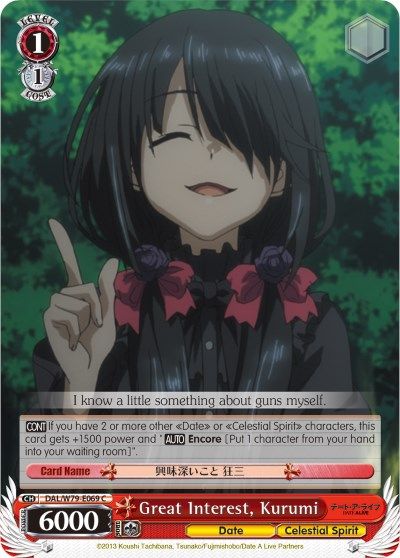 LEVEL
1
1
COST
I know a little something about guns myself.
CONT If you have 2 or more other «Date» or «Celestial Spirit» characters, this
card gets +1500 power and " AUTO Encore [Put 1 character from your hand
into your waiting room]".
Card Name 興味深いこと 狂三
CH DAL/W79-E069 C
POWER 6000
Great Interest, Kurumi
デート・ア・ライブ
DATE A LIVE
Date Celestial Spirit
©2013 Koushi Tachibana, Tsunako/Fujimishobo/Date A Live Partners